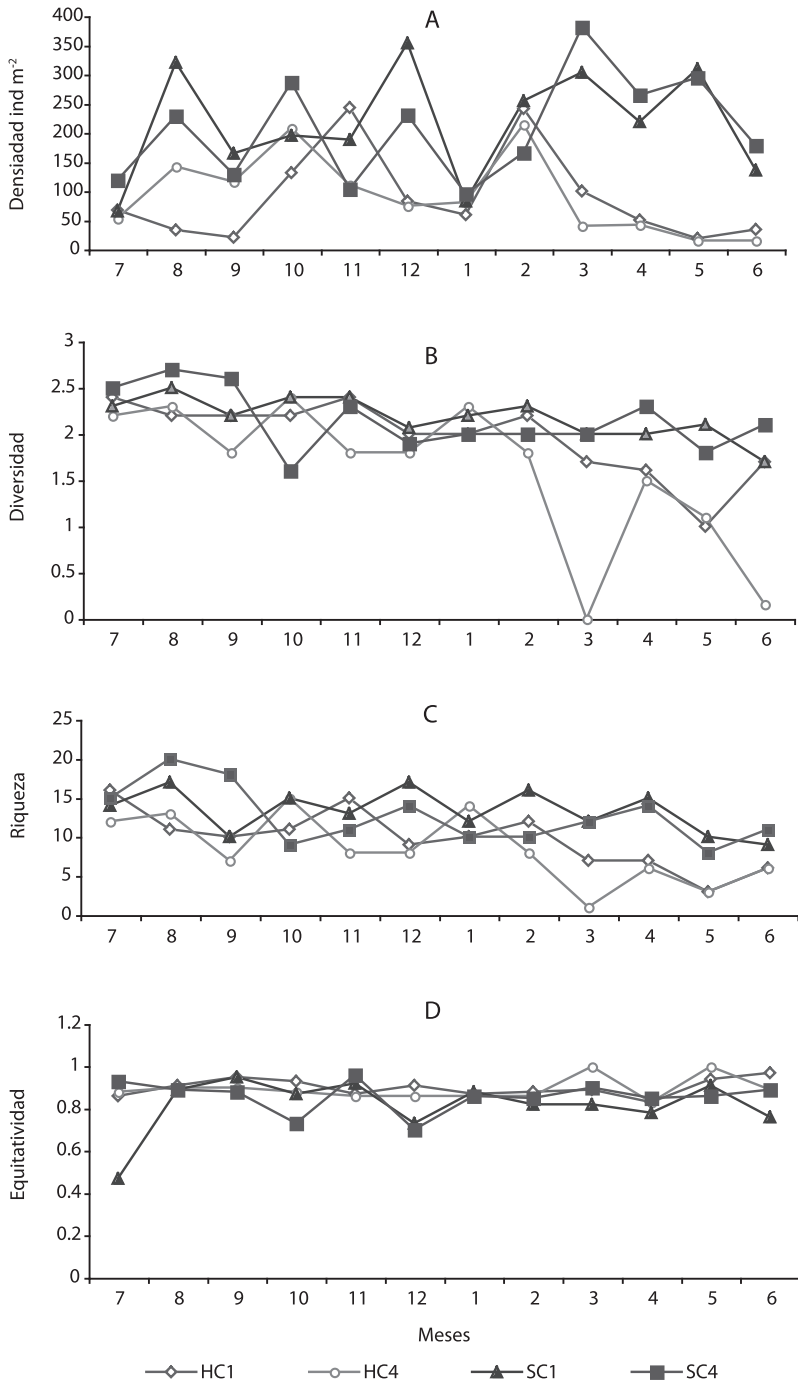 A
Densiadad ind m⁻²
400
350
300
250
200
150
100
50
0
7 8 9 10 11 12 1 2 3 4 5 6
B
Diversidad
3
2.5
2
1.5
1
0.5
0
7 8 9 10 11 12 1 2 3 4 5 6
C
Riqueza
25
20
15
10
5
0
7 8 9 10 11 12 1 2 3 4 5 6
D
Equitatividad
1.2
1
0.8
0.6
0.4
0.2
0
7 8 9 10 11 12 1 2 3 4 5 6
Meses
HC1 HC4 SC1 SC4